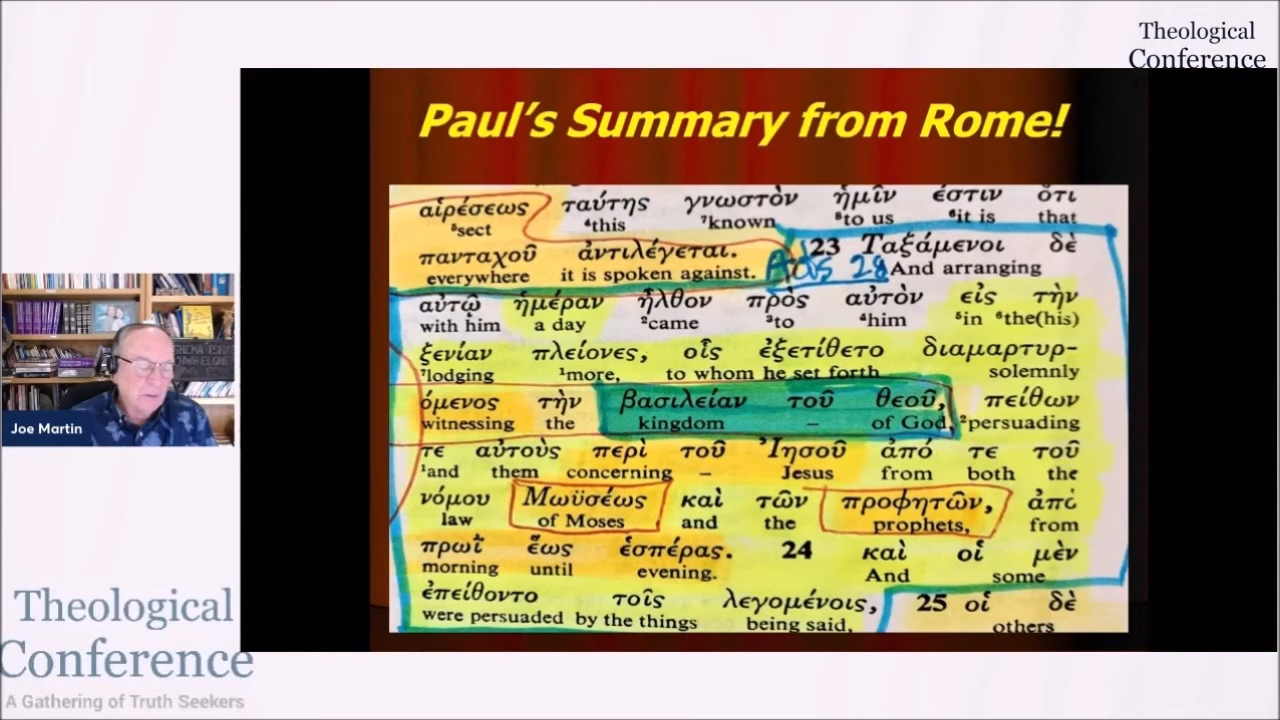 Theological
Conference
Paul's Summary from Rome!
αἱρέσεως ταύτης γνωστὸν ἡμῖν ἐστιν ὅτι
⁵sect ⁴this ⁷known ⁸to us ⁶it is that
πανταχοῦ ἀντιλέγεται. 23 Ταξάμενοι δὲ
everywhere it is spoken against. Acts 28 And arranging
αὐτῷ ἡμέραν ἦλθον πρὸς αὐτὸν εἰς τὴν
with him a day ²came ³to ⁴him ⁵in ⁶the(his)
ξενίαν πλείονες, οἷς ἐξετίθετο διαμαρτυρ-
⁷lodging ¹more, to whom he set forth solemnly
όμενος τὴν βασιλείαν τοῦ θεοῦ, πείθων
witnessing the kingdom – of God, ²persuading
τε αὐτοὺς περὶ τοῦ Ἰησοῦ ἀπό τε τοῦ
¹and them concerning – Jesus from both the
νόμου Μωϋσέως καὶ τῶν προφητῶν, ἀπὸ
law of Moses and the prophets, from
πρωῒ ἕως ἑσπέρας. 24 καὶ οἱ μὲν
morning until evening. And some
ἐπείθοντο τοῖς λεγομένοις, 25 οἱ δὲ
were persuaded by the things being said, others
Joe Martin
Theological
Conference
A Gathering of Truth Seekers